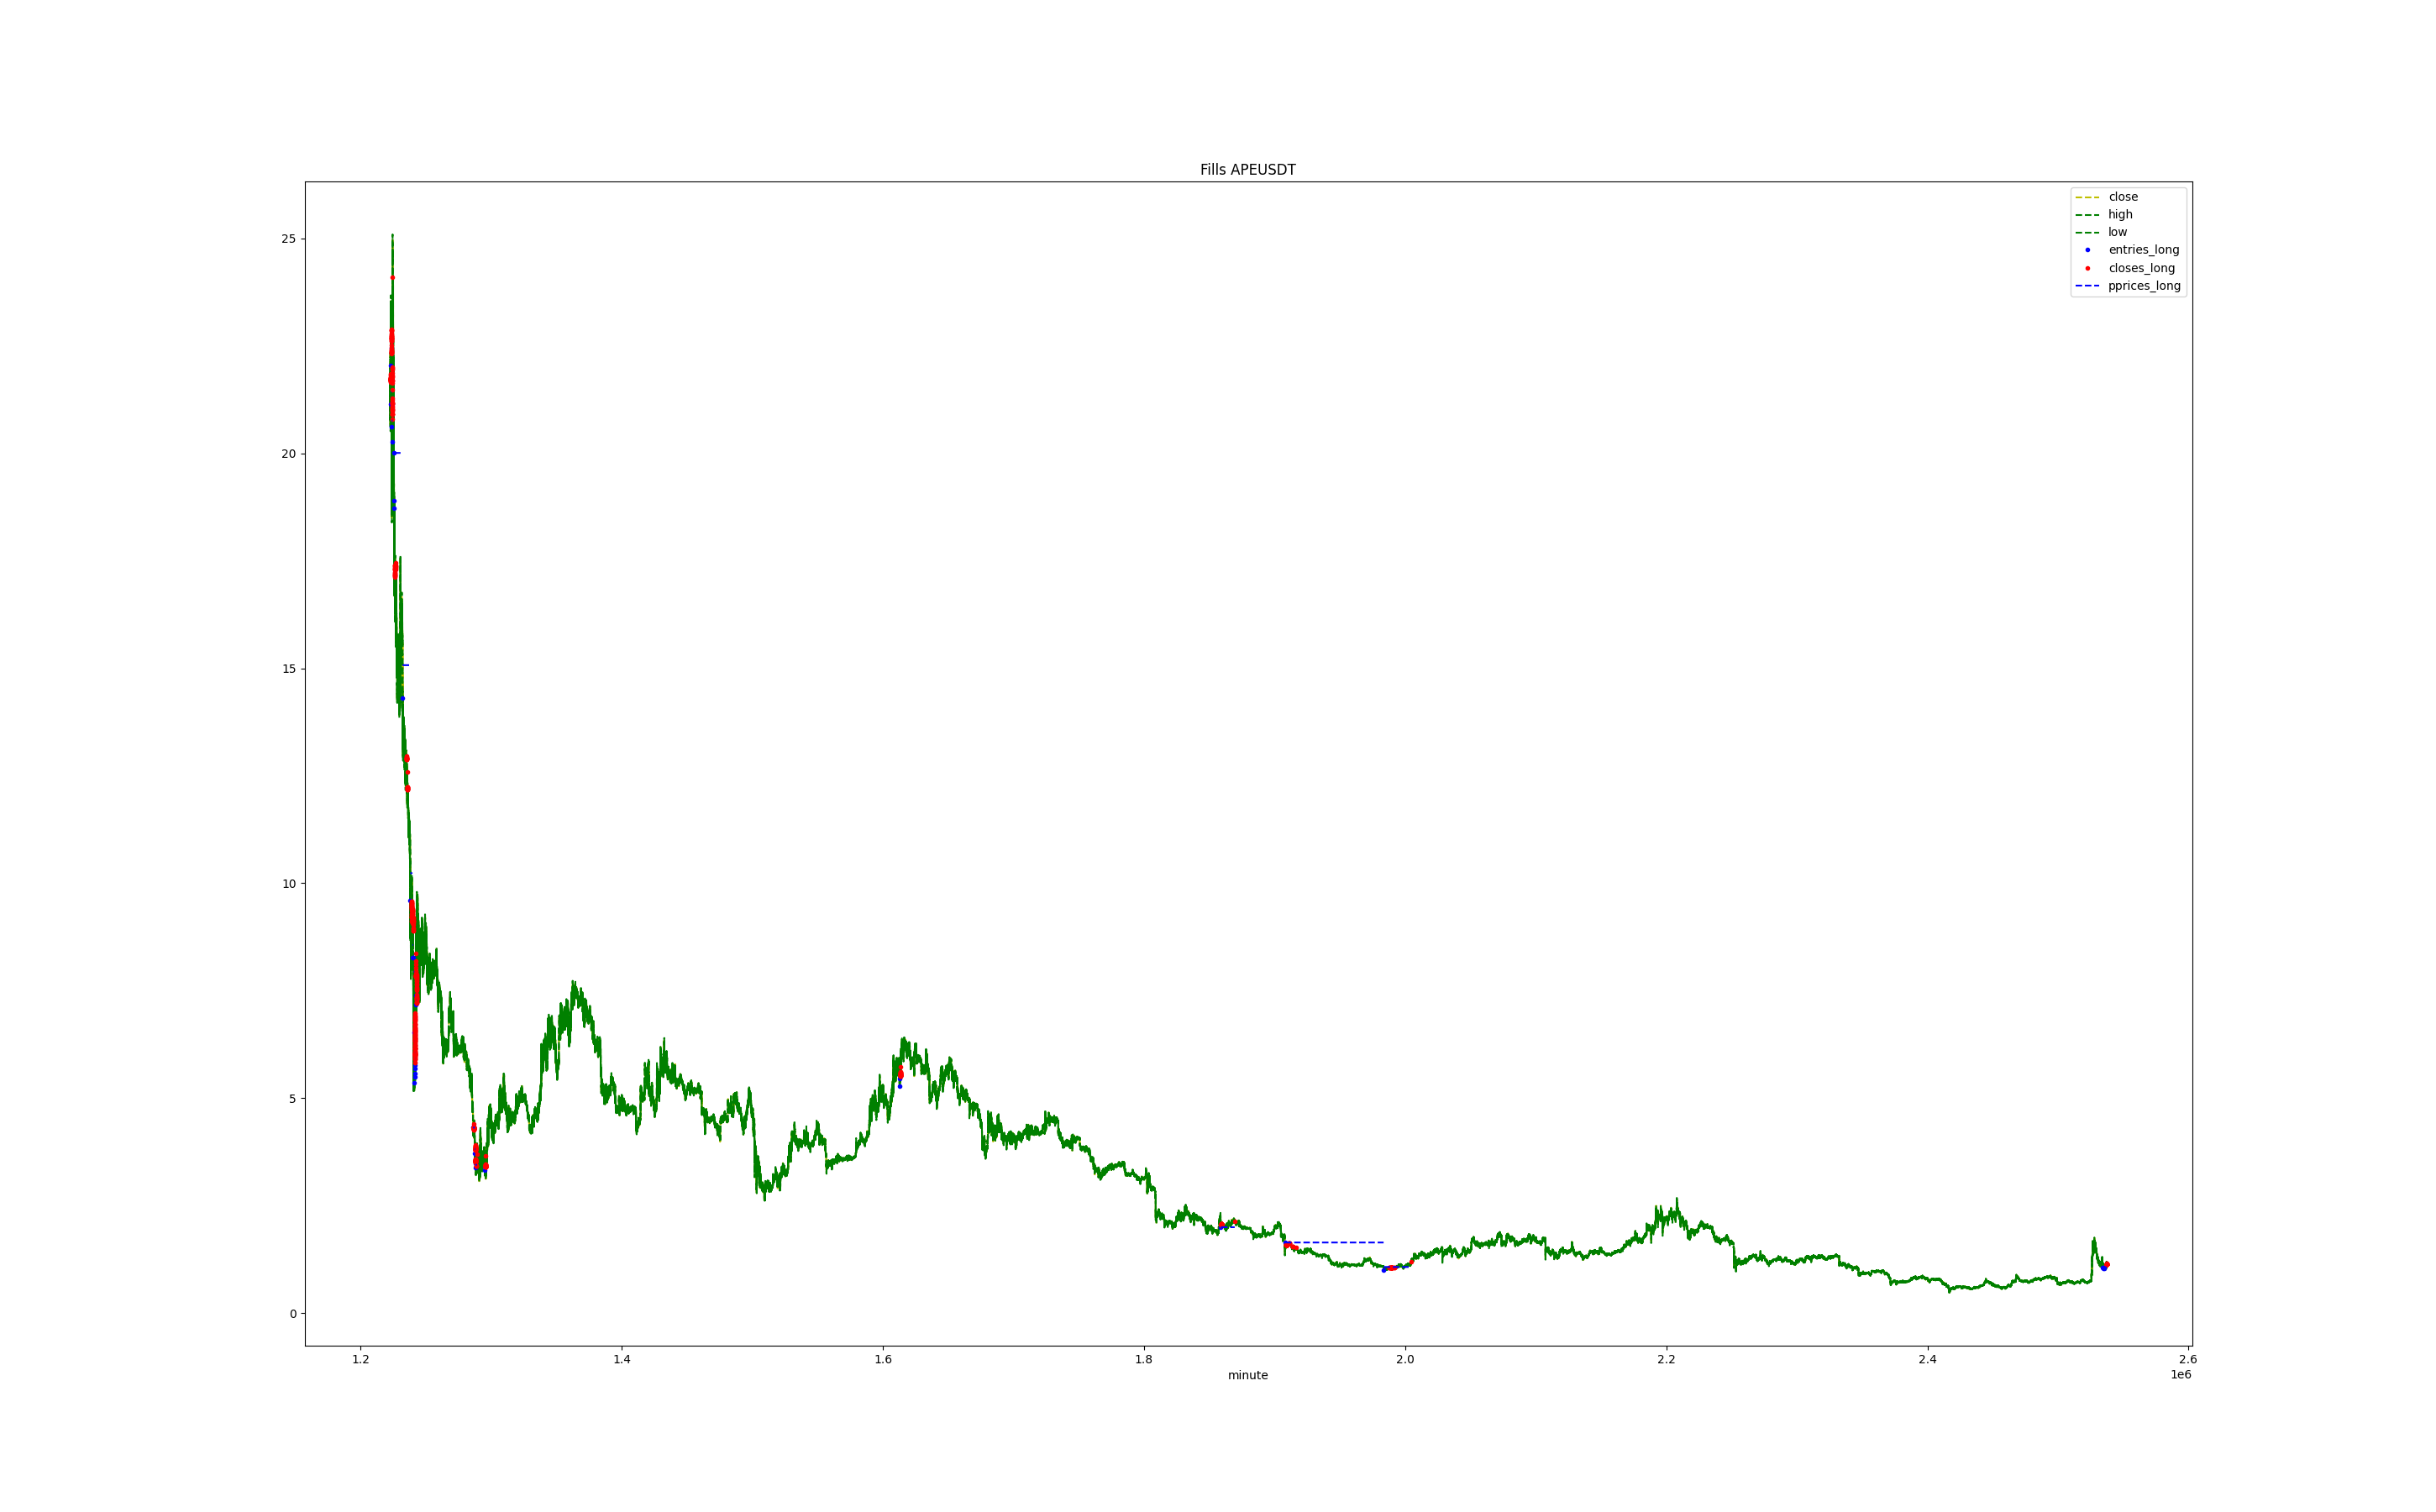 Fills APEUSDT
close
high
low
entries_long
closes_long
pprices_long
25
20
15
10
5
0
1.2 1.4 1.6 1.8 2.0 2.2 2.4 2.6
minute
1e6